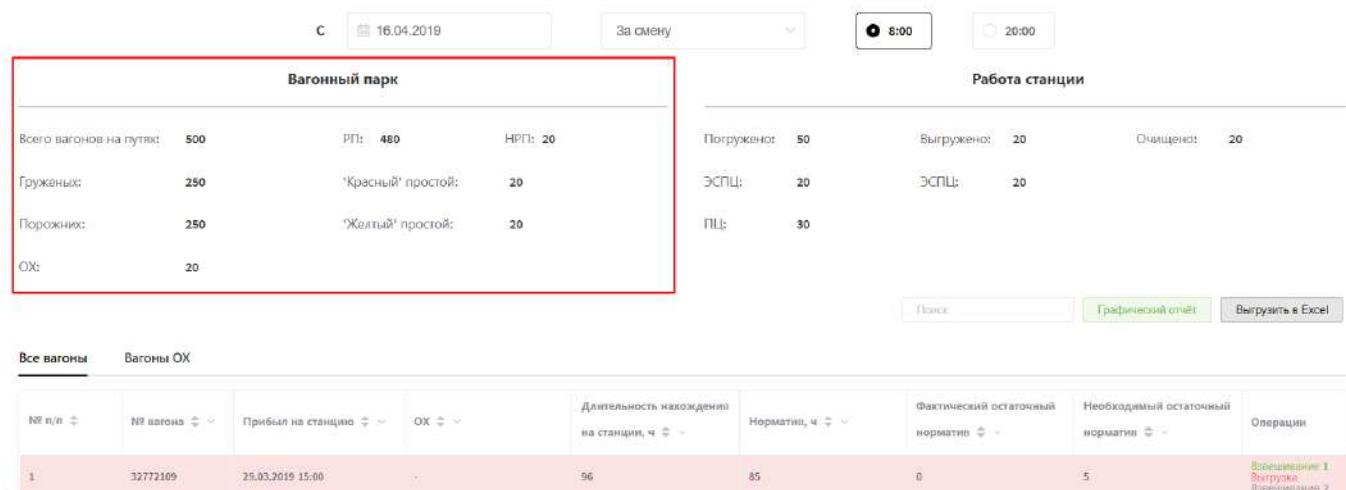 С 16.04.2019 За смену 8:00 20:00
Вагонный парк Работа станции
Всего вагонов на путях: 500 РП: 480 НРП: 20 Погружено: 50 Выгружено: 20 Очищено: 20
Груженых: 250 'Красный' простой: 20 ЭСПЦ: 20 ЭСПЦ: 20
Порожних: 250 'Желтый' простой: 20 ПЦ: 30
ОХ: 20
Поиск Графический отчёт Выгрузить в Excel
Все вагоны Вагоны ОХ
№ п/п № вагона Прибыл на станцию ОХ Длительность нахождения на станции, ч Норматив, ч Фактический остаточный норматив Необходимый остаточный норматив Операции
1 32772109 29.03.2019 15:00 - 96 85 0 5 Взвешивание 1
Выгрузка
Взвешивание 2